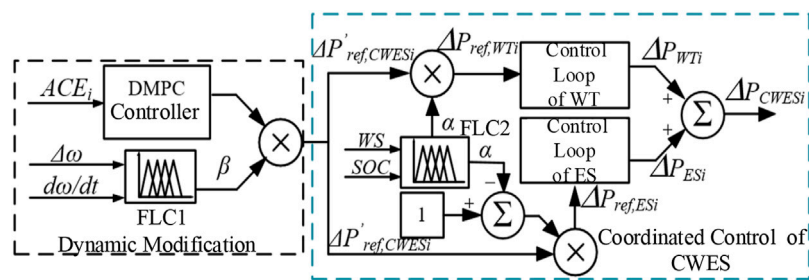 ACEi
DMPC
Controller
Δω
dω/dt
FLC1
β
×
Dynamic Modification
ΔP'ref,CWESi
×
ΔPref,WTi
Control
Loop
of WT
ΔPWTi
+
+
Σ
ΔPCWESi
WS
SOC
α
FLC2
α
−
+
1
Σ
Control
Loop
of ES
ΔPESi
ΔPref,ESi
ΔP'ref,CWESi
×
Coordinated Control of
CWES